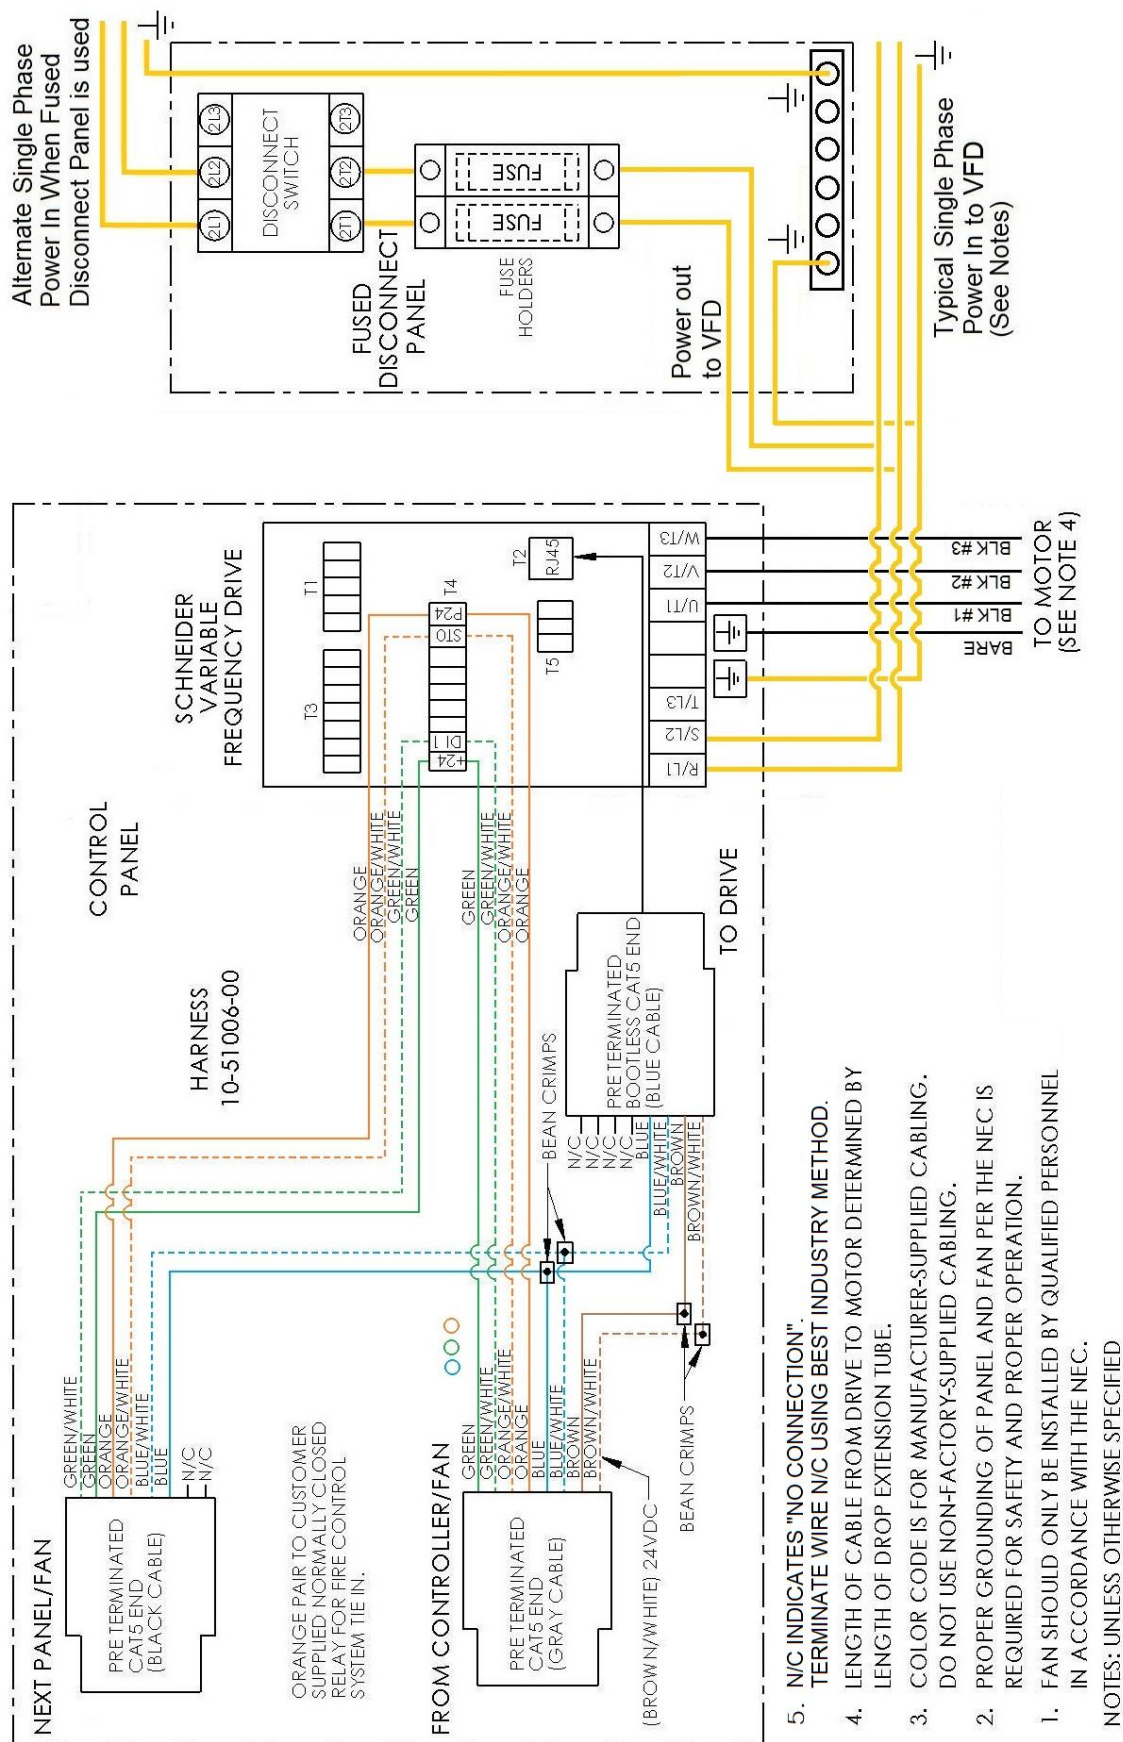 NEXT PANEL/FAN
GREEN/WHITE
GREEN
ORANGE
ORANGE/WHITE
BLUE/WHITE
BLUE
N/C
N/C
PRETERMINATED
CAT5 END
(BLACK CABLE)
ORANGE PAIR TO CUSTOMER
SUPPLIED NORMALLY CLOSED
RELAY FOR FIRE CONTROL
SYSTEM TIE IN.
FROM CONTROLLER/FAN
GREEN
GREEN/WHITE
ORANGE/WHITE
ORANGE
BLUE
BLUE/WHITE
BROWN
BROWN/WHITE
PRETERMINATED
CAT5 END
(GRAY CABLE)
(BROWN/WHITE) 24VDC
BEAN CRIMPS
HARNESS
10-51006-00
CONTROL
PANEL
BEAN CRIMPS
N/C
N/C
N/C
N/C
BLUE
BLUE/WHITE
BROWN
BROWN/WHITE
PRETERMINATED
BOOTLESS CAT5 END
(BLUE CABLE)
TO DRIVE
ORANGE
ORANGE/WHITE
GREEN/WHITE
GREEN
GREEN
GREEN/WHITE
ORANGE/WHITE
ORANGE
SCHNEIDER
VARIABLE
FREQUENCY DRIVE
T3
T1
T4
+24
DI 1
STO
P24
T5
T2
RJ45
R/L1
S/L2
T/L3
U/T1
V/T2
W/T3
BARE
BLK #1
BLK #2
BLK #3
TO MOTOR
(SEE NOTE 4)
Alternate Single Phase
Power In When Fused
Disconnect Panel is used
2L1
2L2
2L3
DISCONNECT
SWITCH
2T1
2T2
2T3
FUSED
DISCONNECT
PANEL
FUSE
FUSE
FUSE
HOLDERS
Power out
to VFD
Typical Single Phase
Power In to VFD
(See Notes)
5. N/C INDICATES "NO CONNECTION".
TERMINATE WIRE N/C USING BEST INDUSTRY METHOD.
4. LENGTH OF CABLE FROM DRIVE TO MOTOR DETERMINED BY
LENGTH OF DROP EXTENSION TUBE.
3. COLOR CODE IS FOR MANUFACTURER-SUPPLIED CABLING.
DO NOT USE NON-FACTORY-SUPPLIED CABLING.
2. PROPER GROUNDING OF PANEL AND FAN PER THE NEC IS
REQUIRED FOR SAFETY AND PROPER OPERATION.
1. FAN SHOULD ONLY BE INSTALLED BY QUALIFIED PERSONNEL
IN ACCORDANCE WITH THE NEC.
NOTES: UNLESS OTHERWISE SPECIFIED